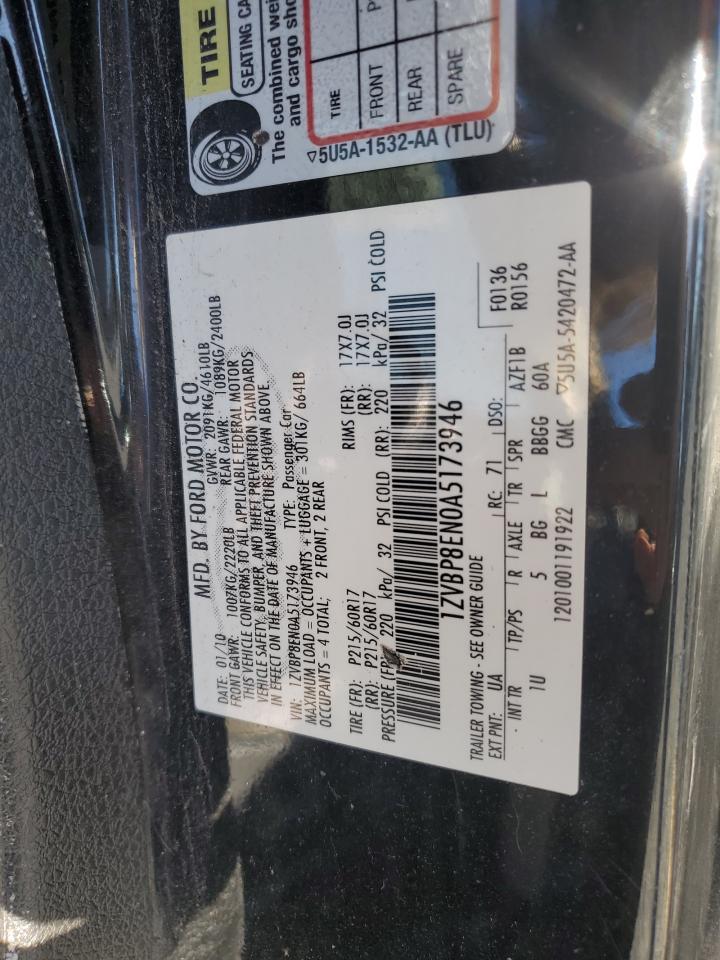 TIRE
SEATING CA
The combined wei
and cargo sho
TIRE FRONT REAR SPARE
▽5U5A-1532-AA (TLU)
MFD. BY FORD MOTOR CO.
DATE: 01/10 GVWR: 2091KG/4610LB
FRONT GAWR: 1007KG/2220LB REAR GAWR: 1089KG/2400LB
THIS VEHICLE CONFORMS TO ALL APPLICABLE FEDERAL MOTOR
VEHICLE SAFETY, BUMPER, AND THEFT PREVENTION STANDARDS
IN EFFECT ON THE DATE OF MANUFACTURE SHOWN ABOVE.
VIN: 1ZVBP8EN0A5173946 TYPE: Passenger Car
MAXIMUM LOAD = OCCUPANTS + LUGGAGE = 301KG/ 664LB
OCCUPANTS = 4 TOTAL; 2 FRONT, 2 REAR
TIRE (FR): P215/60R17 RIMS (FR): 17X7.0J
(RR): P215/60R17 (RR): 17X7.0J
PRESSURE (FR) 220 kPa/ 32 PSI COLD (RR): 220 kPa/ 32 PSI COLD
1ZVBP8EN0A5173946
TRAILER TOWING - SEE OWNER GUIDE
EXT PNT: UA RC: 71 DSO: F0136
R0156
INT TR TP/PS R AXLE TR SPR AZF1B
1U 5 BG L BBGG 60A
1201001191922 CMC ▽5U5A-5420472-AA